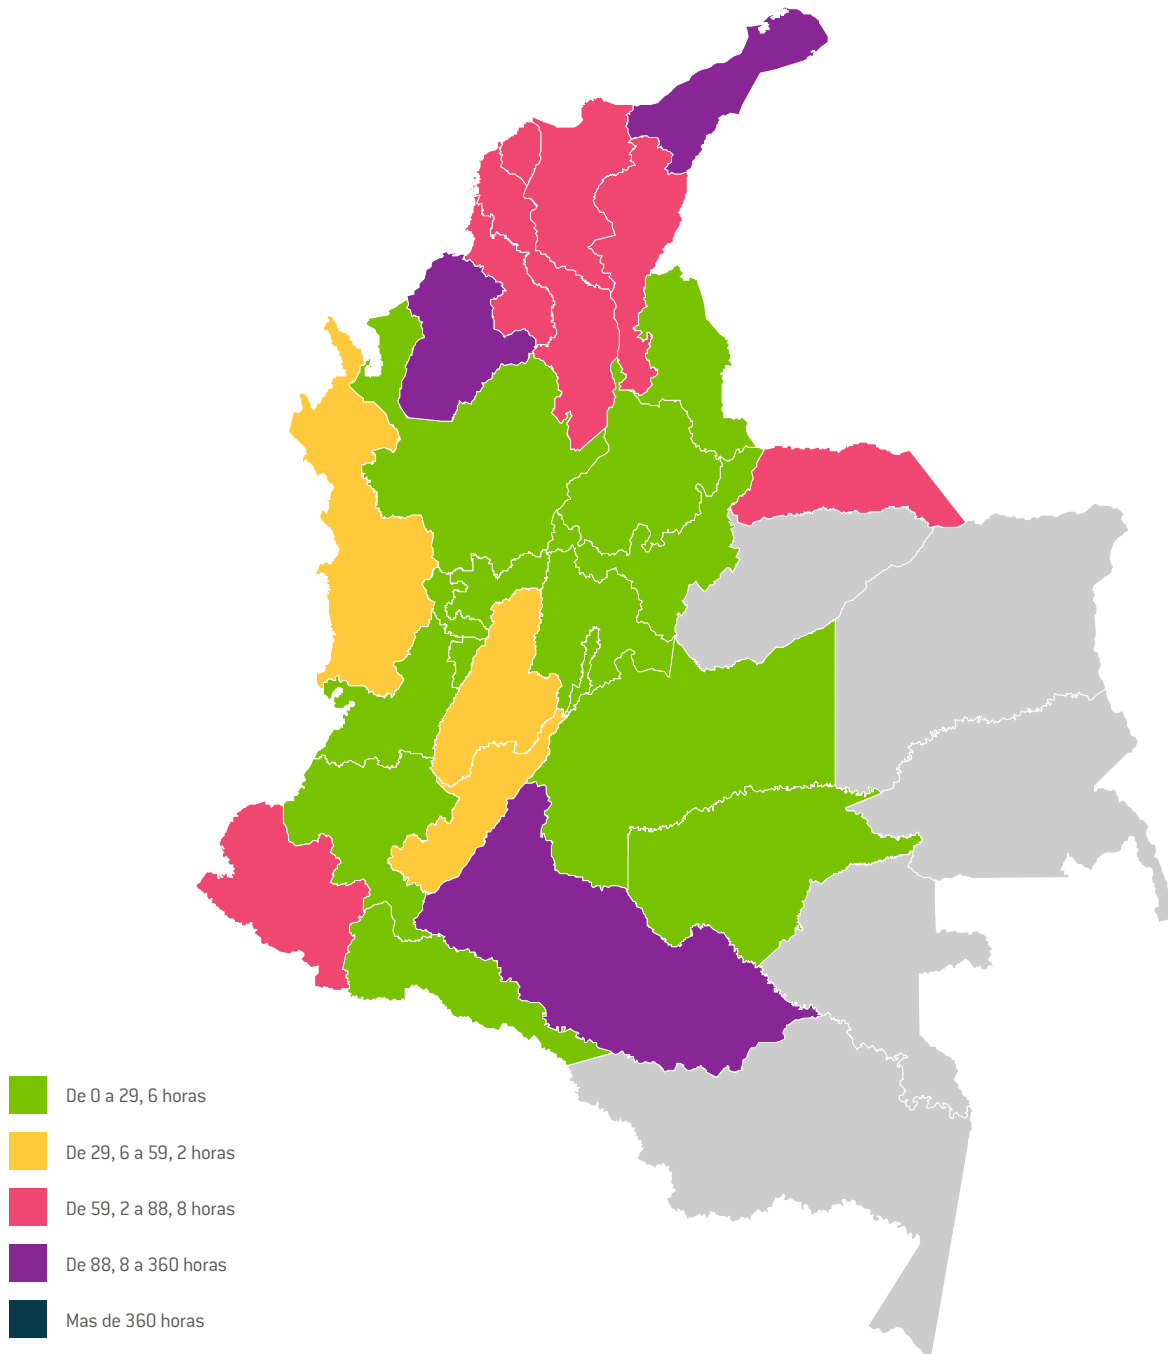 De 0 a 29, 6 horas
De 29, 6 a 59, 2 horas
De 59, 2 a 88, 8 horas
De 88, 8 a 360 horas
Mas de 360 horas